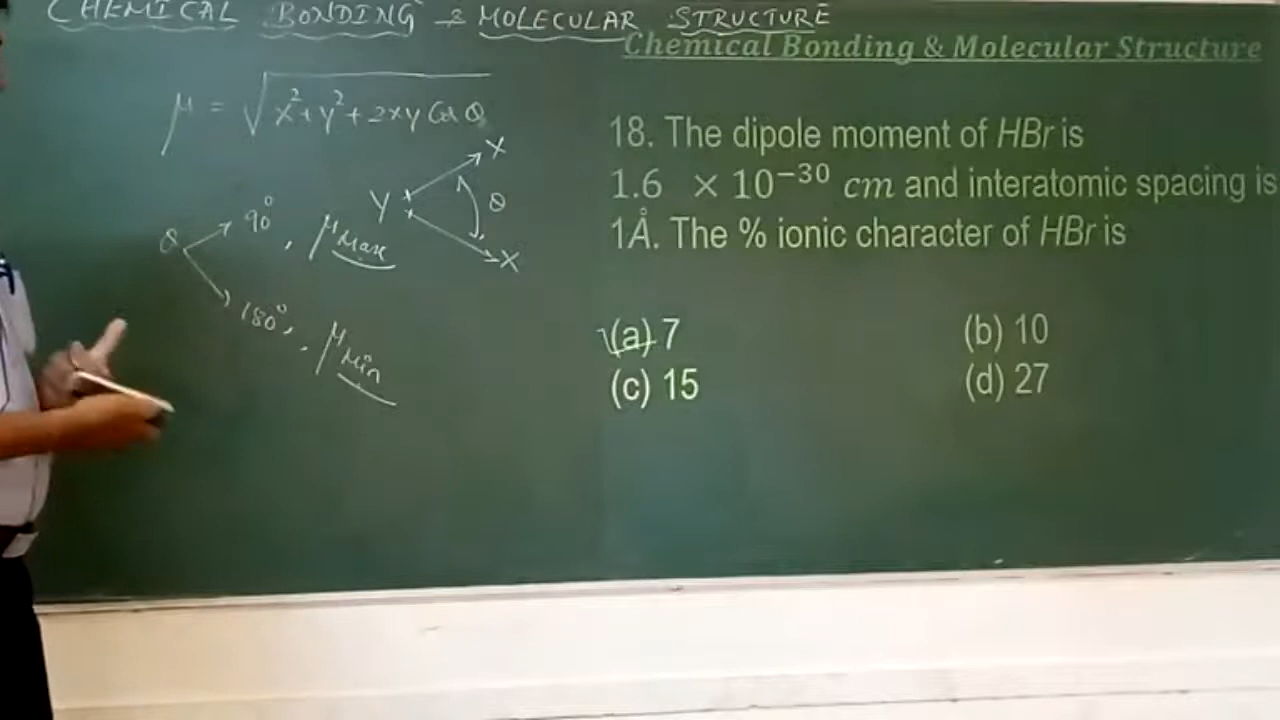 CHEMICAL BONDING & MOLECULAR STRUCTURE
Chemical Bonding & Molecular Structure
μ = √x²+y²+2xy Cos θ
Y X
θ
X
θ 90°, μMax
180°, μMin
18. The dipole moment of HBr is
1.6 × 10⁻³⁰ cm and interatomic spacing is
1Å. The % ionic character of HBr is
(a) 7 (b) 10
(c) 15 (d) 27